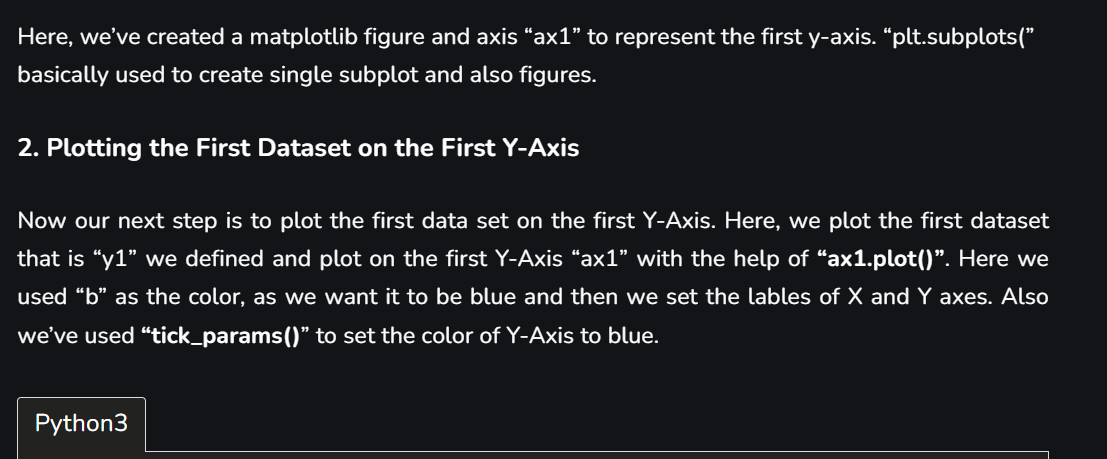 Here, we’ve created a matplotlib figure and axis “ax1” to represent the first y-axis. “plt.subplots(”
basically used to create single subplot and also figures.
2. Plotting the First Dataset on the First Y-Axis
Now our next step is to plot the first data set on the first Y-Axis. Here, we plot the first dataset
that is “y1” we defined and plot on the first Y-Axis “ax1” with the help of “ax1.plot()”. Here we
used “b” as the color, as we want it to be blue and then we set the lables of X and Y axes. Also
we’ve used “tick_params()” to set the color of Y-Axis to blue.
Python3